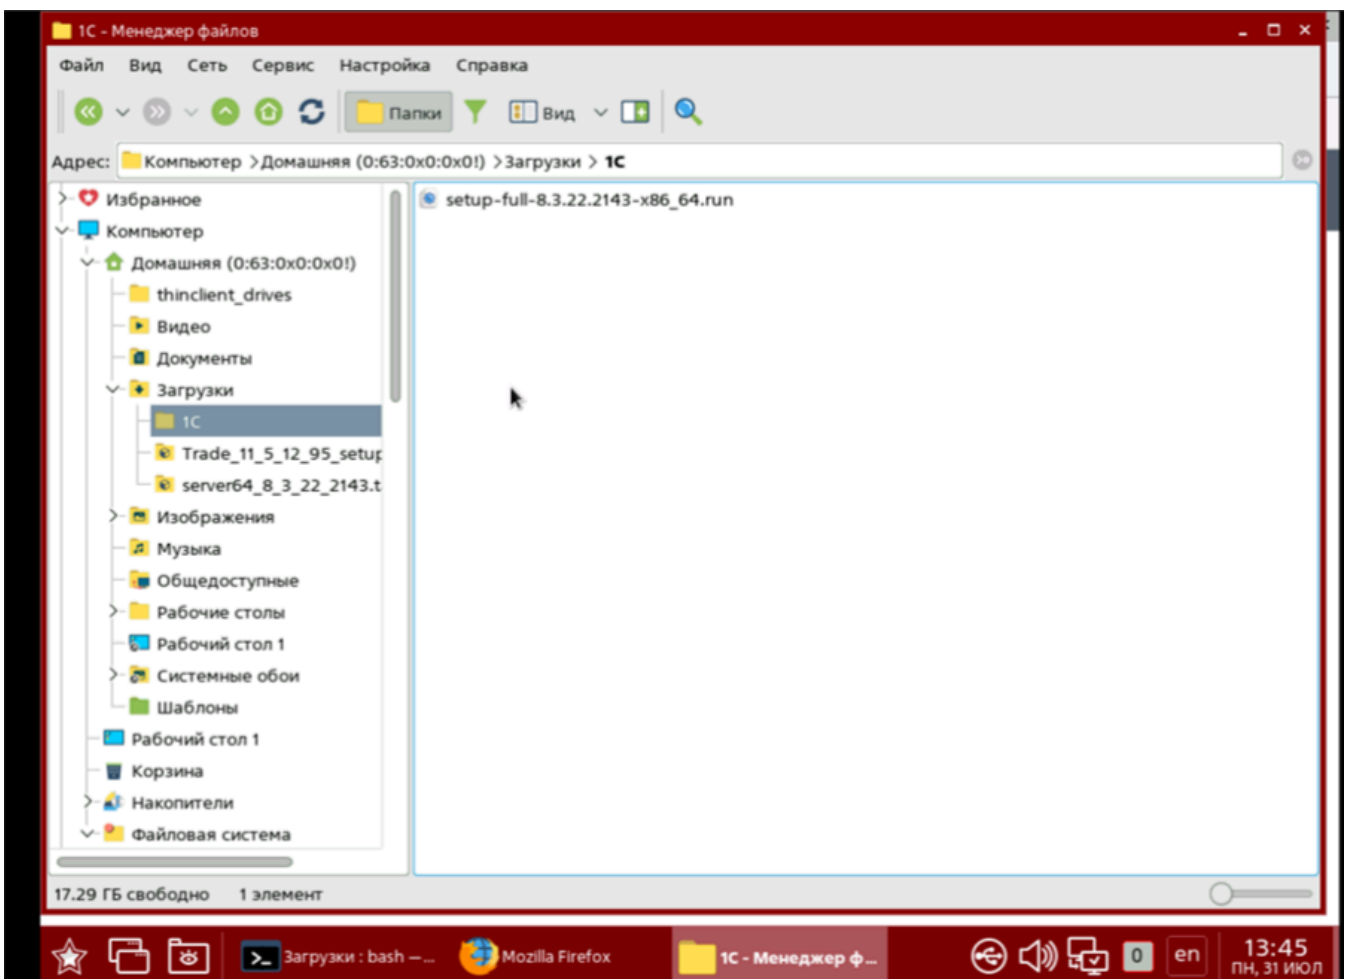 1С - Менеджер файлов
Файл Вид Сеть Сервис Настройка Справка
Папки Вид
Адрес: Компьютер >Домашняя (0:63:0x0:0x0!) >Загрузки > 1C
Избранное
Компьютер
Домашняя (0:63:0x0:0x0!)
thinclient_drives
Видео
Документы
Загрузки
1C
Trade_11_5_12_95_setup
server64_8_3_22_2143.t
Изображения
Музыка
Общедоступные
Рабочие столы
Рабочий стол 1
Системные обои
Шаблоны
Рабочий стол 1
Корзина
Накопители
Файловая система
setup-full-8.3.22.2143-x86_64.run
17.29 ГБ свободно 1 элемент
Загрузки : bash —...
Mozilla Firefox
1C - Менеджер ф...
0
en
13:45
ПН, 31 ИЮЛ